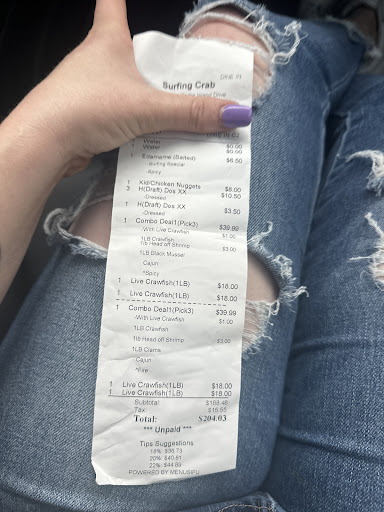 DINE IN
Surfing Crab
Island Drive
Water $0.00
1 Water $0.00
1 Edamame (Salted) $6.50
-Surfing Special
-Spicy
1 Kid/Chicken Nuggets $8.00
3 H(Draft) Dos XX $10.50
-Dressed
1 H(Draft) Dos XX $3.50
-Dressed
1 Combo Deal1(Pick3) $39.99
-With Live Crawfish $1.00
1LB Crawfish
1lb Head off Shrimp $3.00
1LB Black Mussel
Cajun
^Spicy
1 Live Crawfish(1LB) $18.00
1 Live Crawfish(1LB) $18.00
1 Combo Deal1(Pick3) $39.99
-With Live Crawfish $1.00
1LB Crawfish
1lb Head off Shrimp $3.00
1LB Clams
Cajun
^Fire
1 Live Crawfish(1LB) $18.00
1 Live Crawfish(1LB) $18.00
Subtotal $188.48
Tax $15.55
Total: $204.03
*** Unpaid ***
Tips Suggestions
18%: $36.73
20%: $40.81
22%: $44.89
POWERED BY MENUSIFU